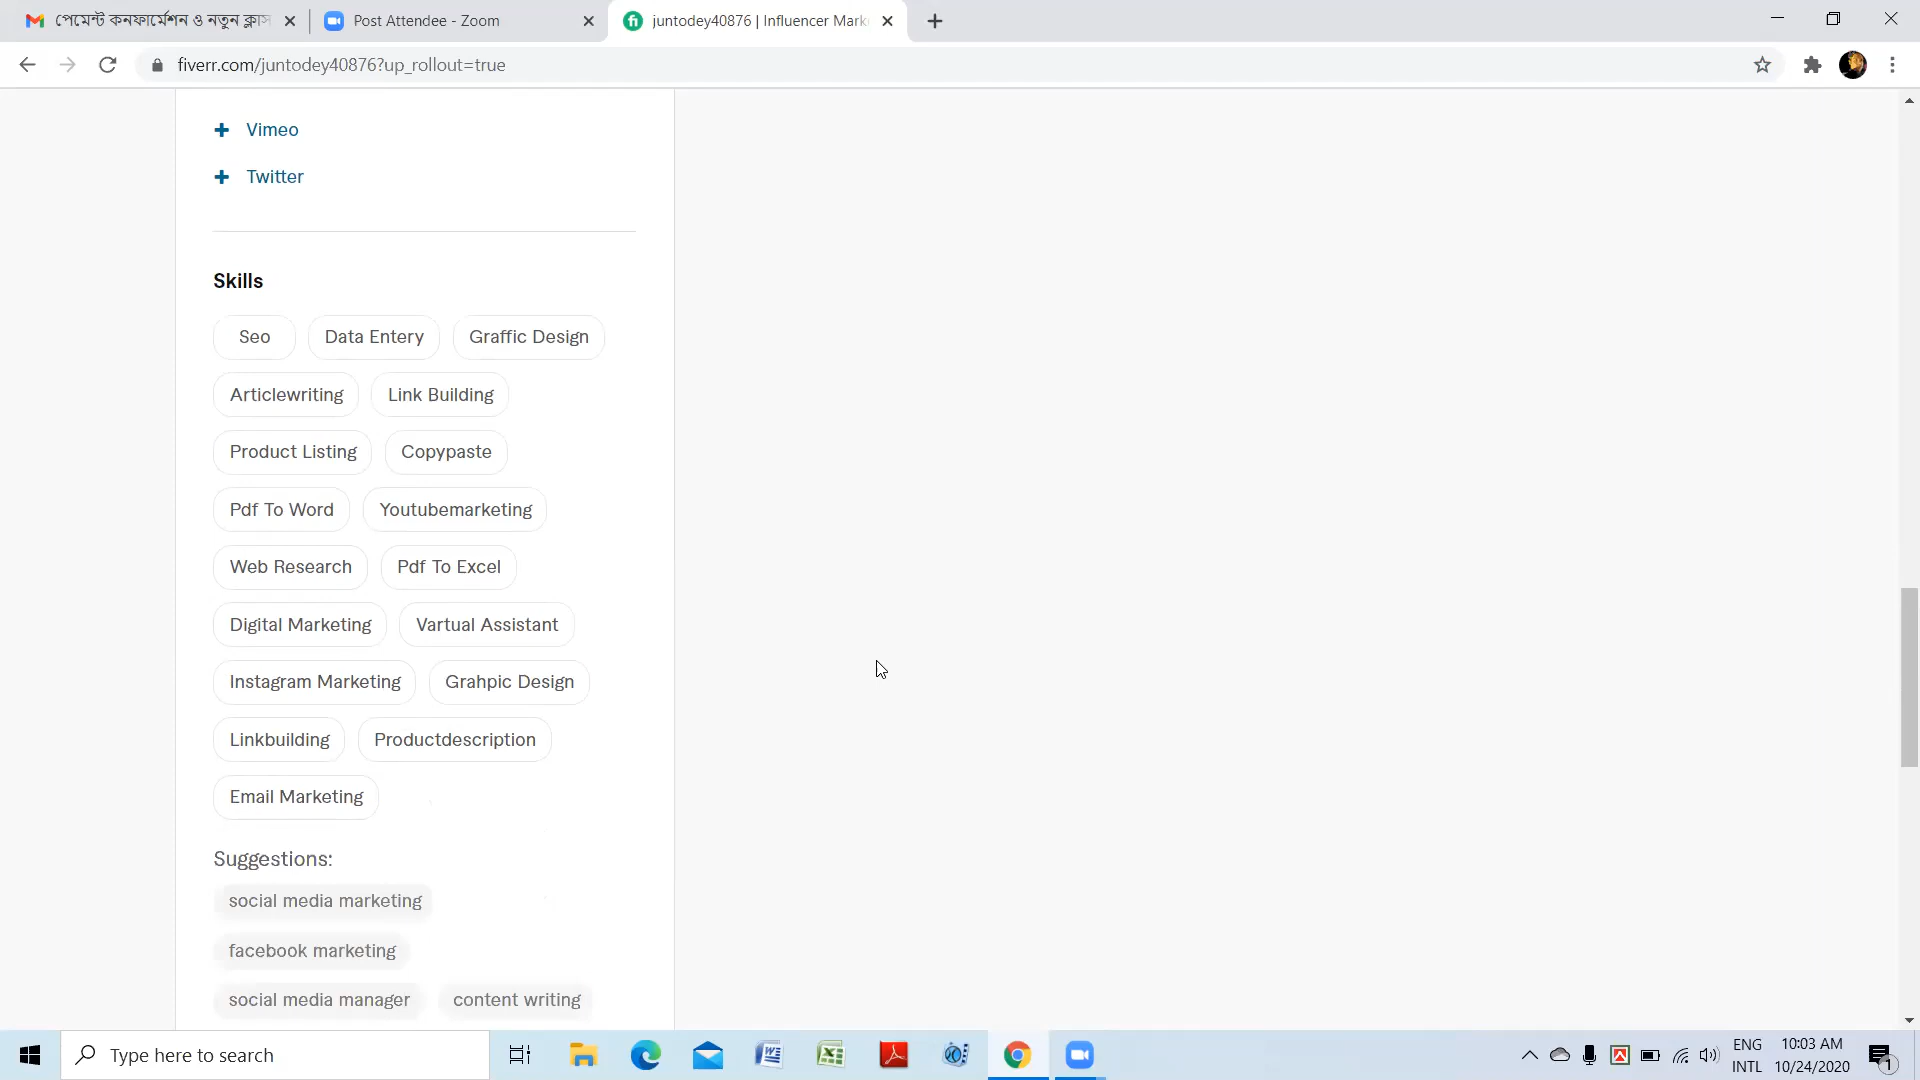 পেমেন্ট কনফার্মেশন ও নতুন ক্লাস
Post Attendee - Zoom
juntodey40876 | Influencer Mark
fiverr.com/juntodey40876?up_rollout=true
Vimeo
Twitter
Skills
Seo Data Entery Graffic Design
Articlewriting Link Building
Product Listing Copypaste
Pdf To Word Youtubemarketing
Web Research Pdf To Excel
Digital Marketing Vartual Assistant
Instagram Marketing Grahpic Design
Linkbuilding Productdescription
Email Marketing
Suggestions:
social media marketing
facebook marketing
social media manager content writing
Type here to search
ENG
INTL
10:03 AM
10/24/2020
1